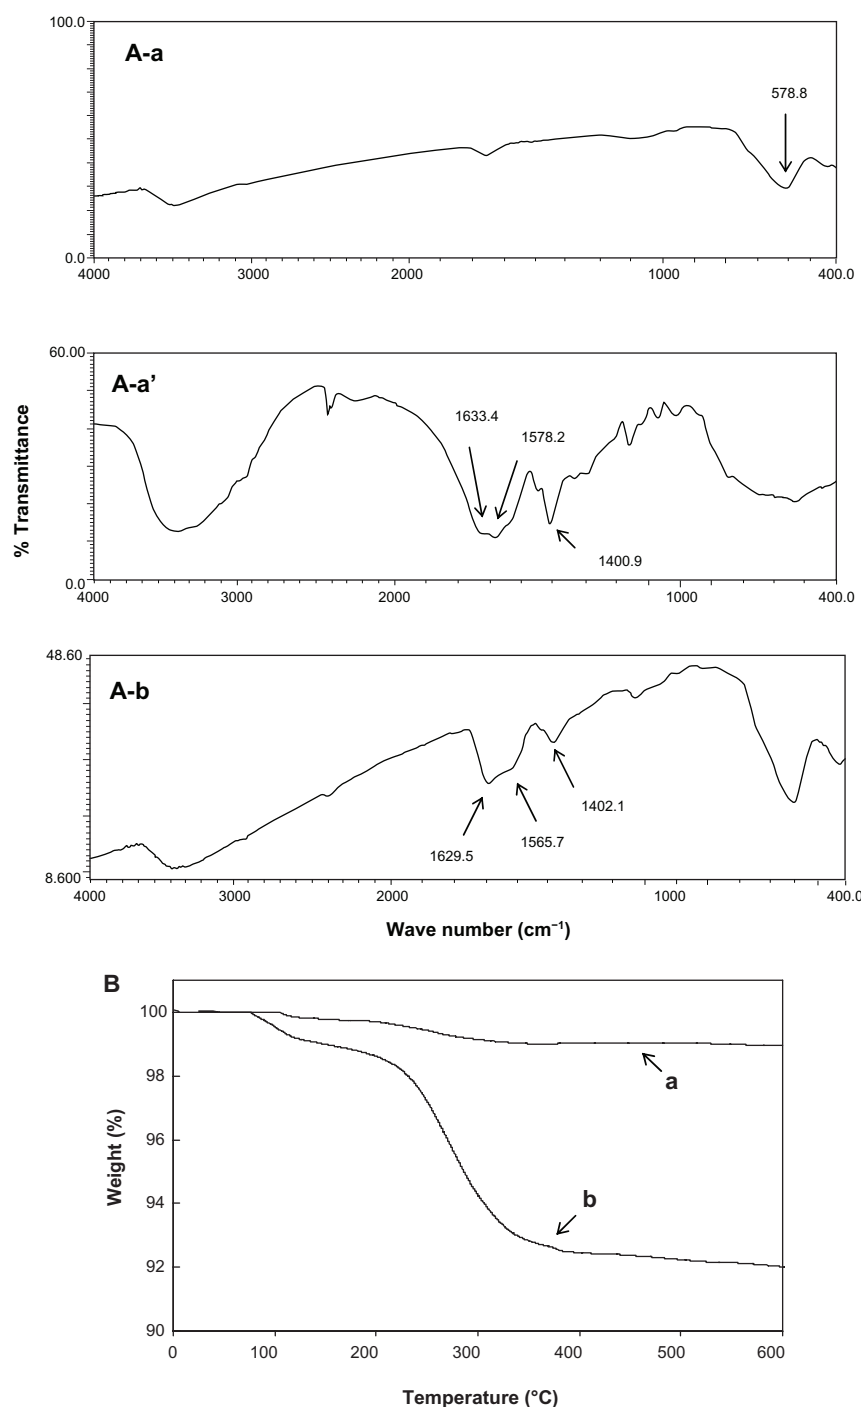 100.0
A-a
578.8
0.0
4000 3000 2000 1000 400.0
60.00
A-a’
1633.4
1578.2
1400.9
0.0
4000 3000 2000 1000 400.0
% Transmittance
48.60
A-b
1402.1
1565.7
1629.5
8.600
4000 3000 2000 1000 400.0
Wave number (cm⁻¹)
B
100
98
96
94
92
90
a
b
Weight (%)
0 100 200 300 400 500 600
Temperature (°C)